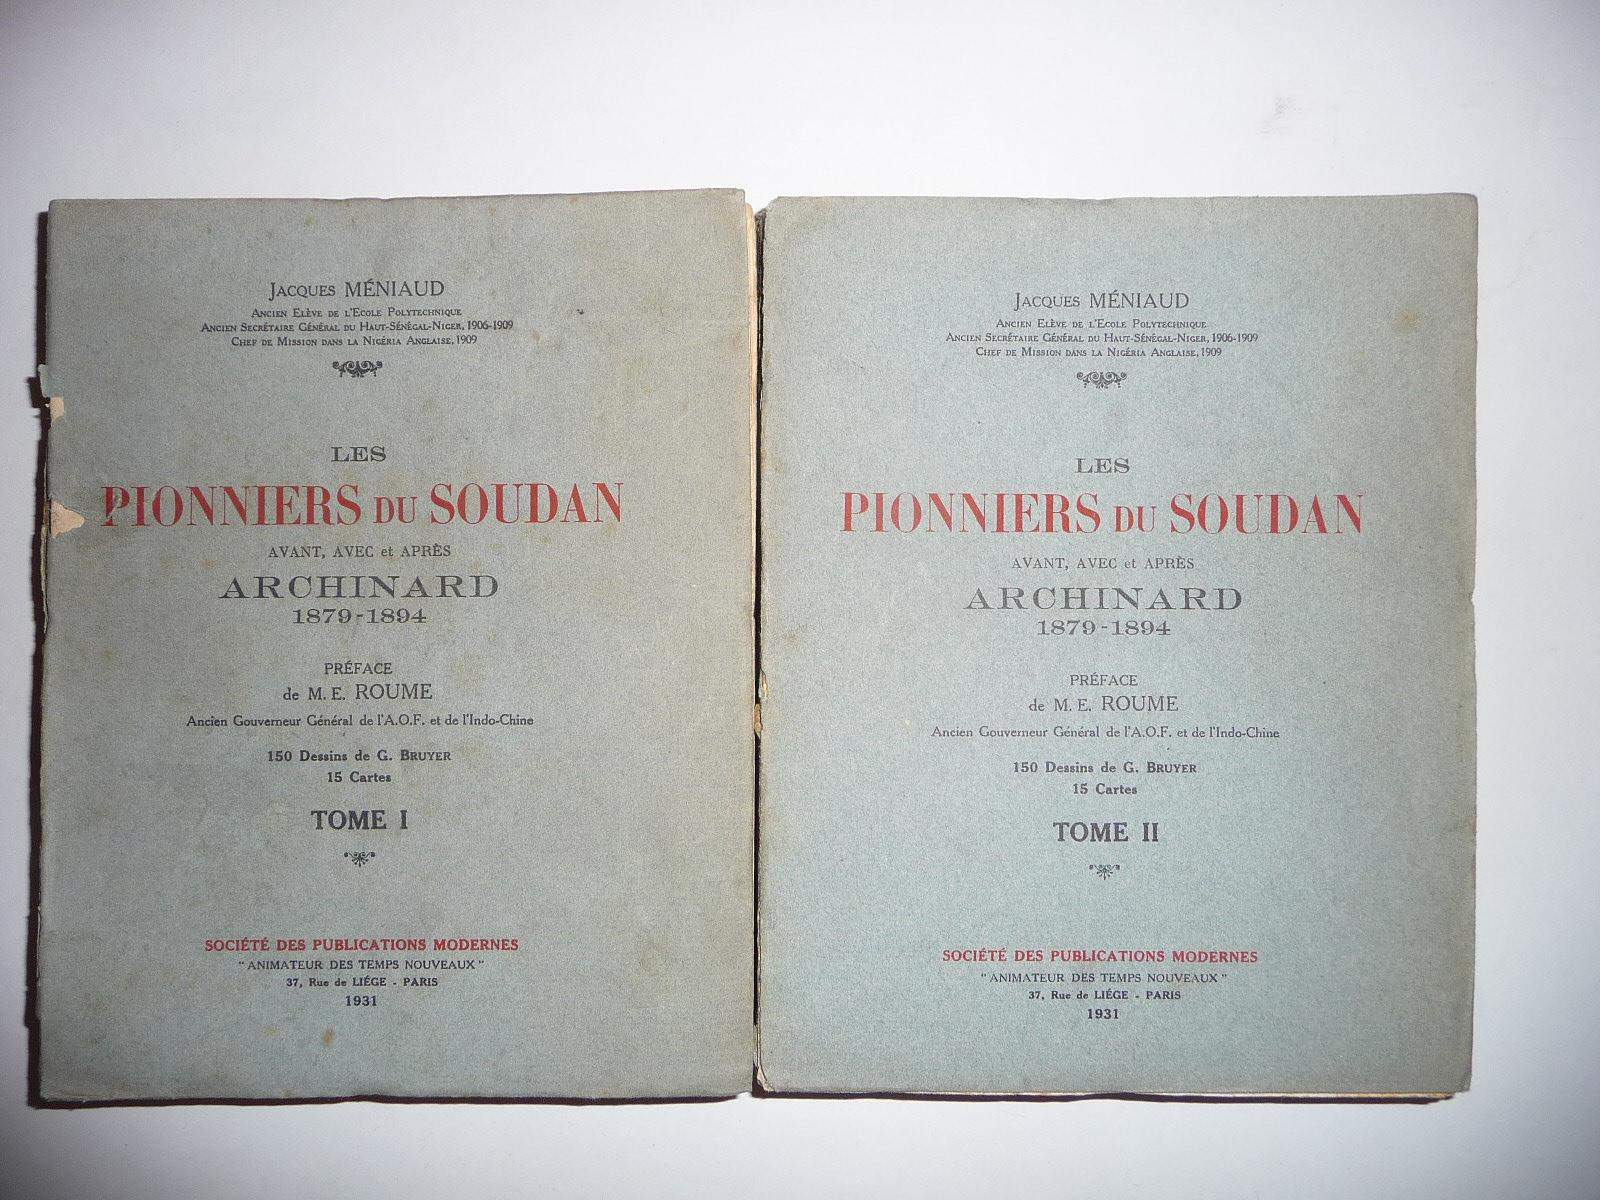 Jacques MÉNIAUD
Ancien Elève de l'Ecole Polytechnique
Ancien Secrétaire Général du Haut-Sénégal-Niger, 1906-1909
Chef de Mission dans la Nigéria Anglaise, 1909
LES
PIONNIERS DU SOUDAN
AVANT, AVEC et APRÈS
ARCHINARD
1879-1894
PRÉFACE
de M. E. ROUME
Ancien Gouverneur Général de l'A.O.F. et de l'Indo-Chine
150 Dessins de G. BRUYER
15 Cartes
TOME I
SOCIÉTÉ DES PUBLICATIONS MODERNES
"ANIMATEUR DES TEMPS NOUVEAUX"
37, Rue de LIÉGE - PARIS
1931
Jacques MÉNIAUD
Ancien Elève de l'Ecole Polytechnique
Ancien Secrétaire Général du Haut-Sénégal-Niger, 1906-1909
Chef de Mission dans la Nigéria Anglaise, 1909
LES
PIONNIERS DU SOUDAN
AVANT, AVEC et APRÈS
ARCHINARD
1879-1894
PRÉFACE
de M. E. ROUME
Ancien Gouverneur Général de l'A.O.F. et de l'Indo-Chine
150 Dessins de G. BRUYER
15 Cartes
TOME II
SOCIÉTÉ DES PUBLICATIONS MODERNES
"ANIMATEUR DES TEMPS NOUVEAUX"
37, Rue de LIÉGE - PARIS
1931